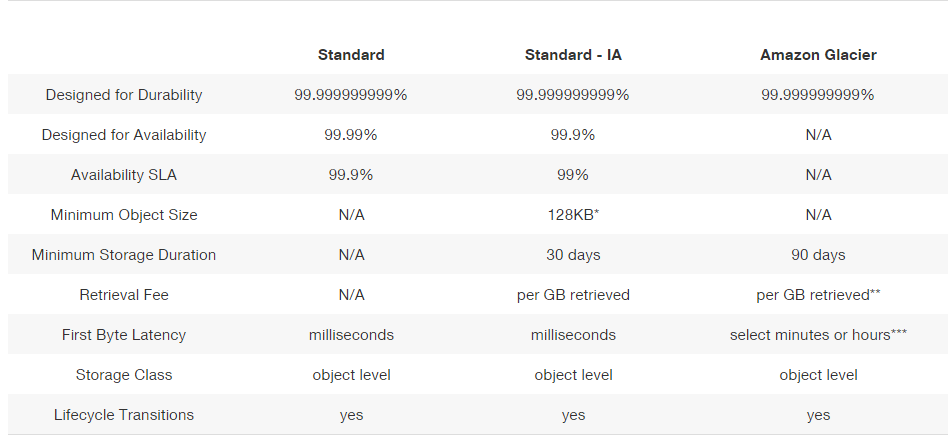 Standard Standard - IA Amazon Glacier
Designed for Durability 99.999999999% 99.999999999% 99.999999999%
Designed for Availability 99.99% 99.9% N/A
Availability SLA 99.9% 99% N/A
Minimum Object Size N/A 128KB* N/A
Minimum Storage Duration N/A 30 days 90 days
Retrieval Fee N/A per GB retrieved per GB retrieved**
First Byte Latency milliseconds milliseconds select minutes or hours***
Storage Class object level object level object level
Lifecycle Transitions yes yes yes